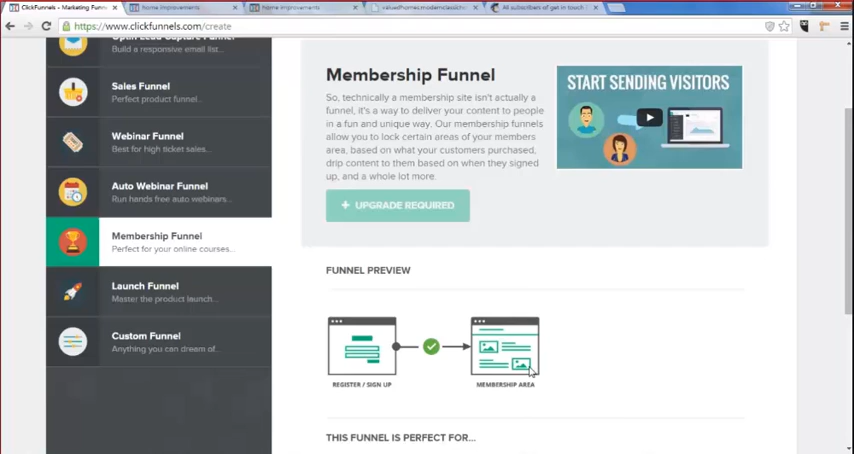 ClickFunnels - Marketing Funn
home improvements
Home Improvements
valuedhomes.modernclassich
All subscribers of get in touch
https://www.clickfunnels.com/create
Build a responsive email list...
Sales Funnel
Perfect product funnel...
Webinar Funnel
Best for high ticket sales...
Auto Webinar Funnel
Run hands free auto webinars...
Membership Funnel
Perfect for your online courses...
Launch Funnel
Master the product launch...
Custom Funnel
Anything you can dream of...
Membership Funnel
So, technically a membership site isn't actually a
funnel, it's a way to deliver your content to people
in a fun and unique way. Our membership funnels
allow you to lock certain areas of your members
area, based on what your customers purchased,
drip content to them based on when they signed
up, and a whole lot more.
+ UPGRADE REQUIRED
START SENDING VISITORS
FUNNEL PREVIEW
REGISTER / SIGN UP
MEMBERSHIP AREA
THIS FUNNEL IS PERFECT FOR...